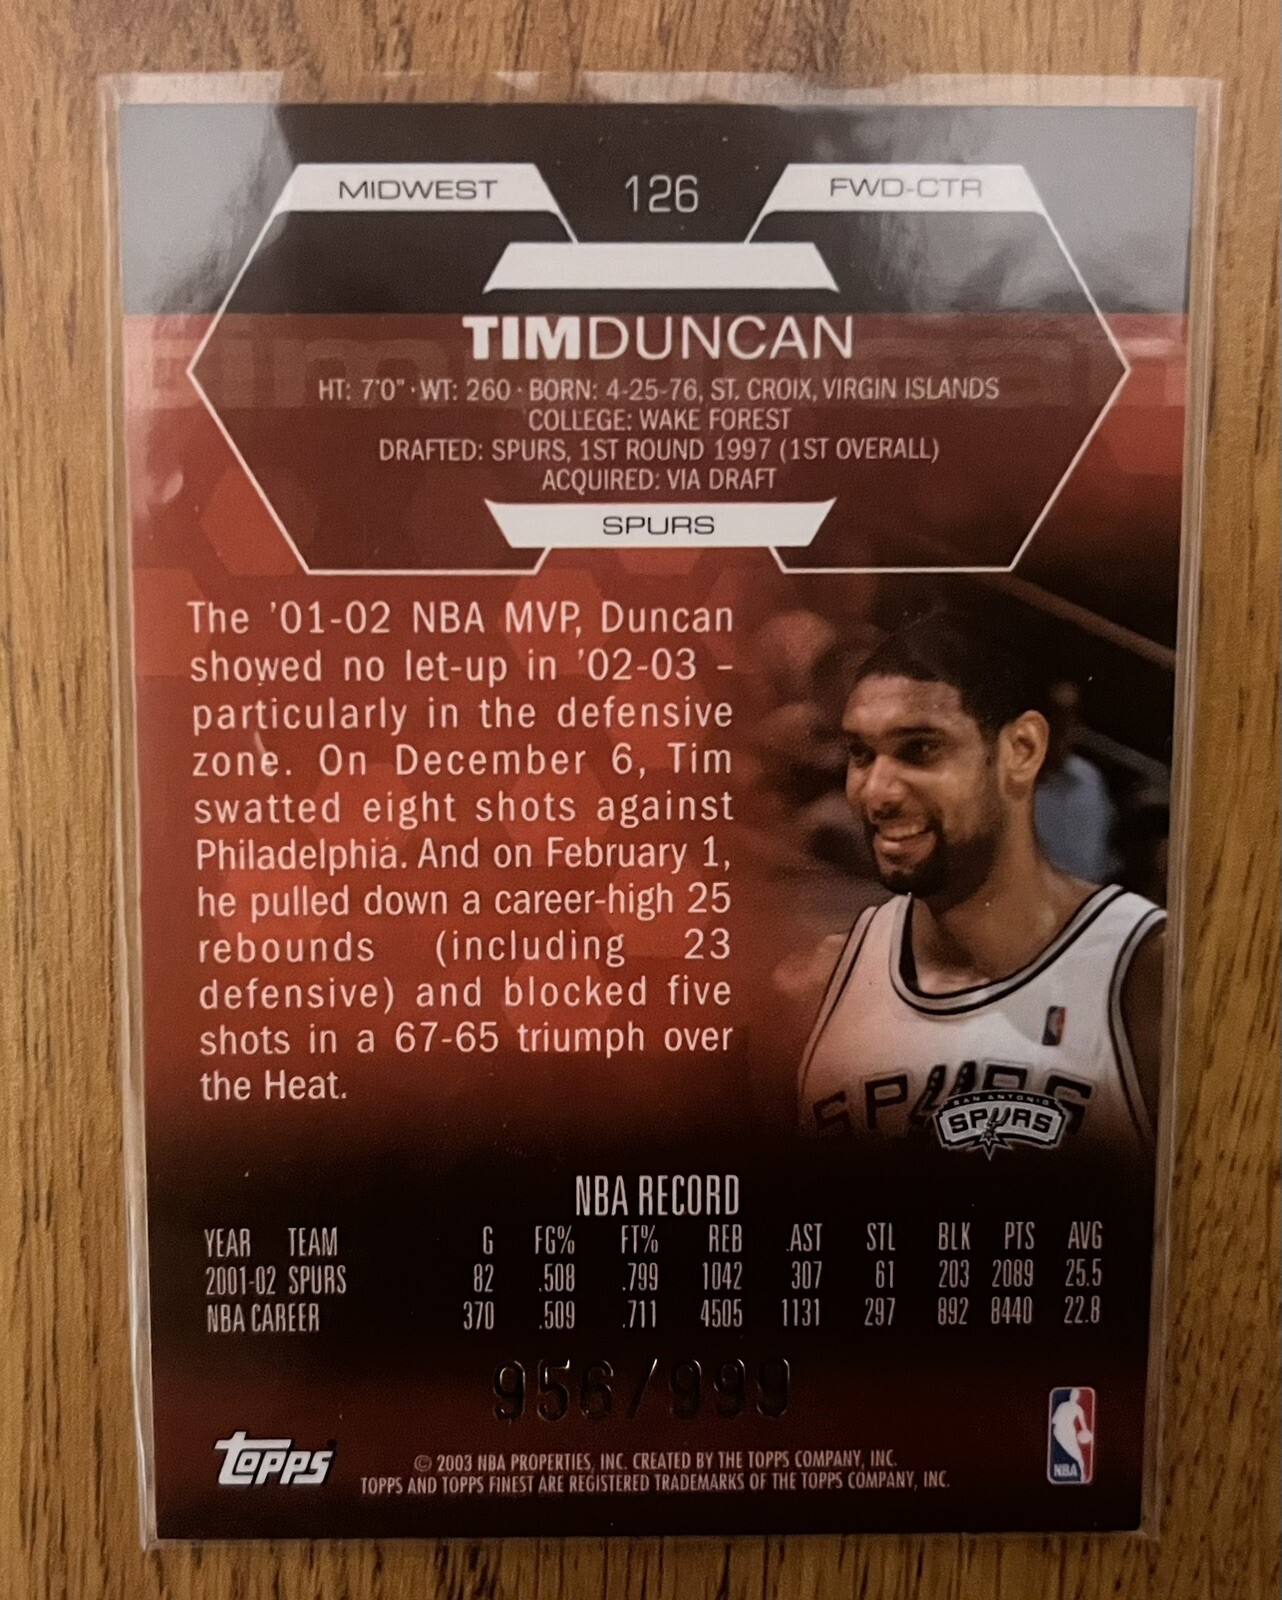 MIDWEST 126 FWD-CTR
TIMDUNCAN
HT: 7'0" · WT: 260 · BORN: 4-25-76, ST. CROIX, VIRGIN ISLANDS
COLLEGE: WAKE FOREST
DRAFTED: SPURS, 1ST ROUND 1997 (1ST OVERALL)
ACQUIRED: VIA DRAFT
SPURS
The '01-02 NBA MVP, Duncan
showed no let-up in '02-03 –
particularly in the defensive
zone. On December 6, Tim
swatted eight shots against
Philadelphia. And on February 1,
he pulled down a career-high 25
rebounds (including 23
defensive) and blocked five
shots in a 67-65 triumph over
the Heat.
SPURS
SAN ANTONIO
SPURS
NBA RECORD
YEAR TEAM G FG% FT% REB AST STL BLK PTS AVG
2001-02 SPURS 82 .508 .799 1042 307 61 203 2089 25.5
NBA CAREER 370 .509 .711 4505 1131 297 892 8440 22.8
956/999
Topps
© 2003 NBA PROPERTIES, INC. CREATED BY THE TOPPS COMPANY, INC.
TOPPS AND TOPPS FINEST ARE REGISTERED TRADEMARKS OF THE TOPPS COMPANY, INC.
NBA